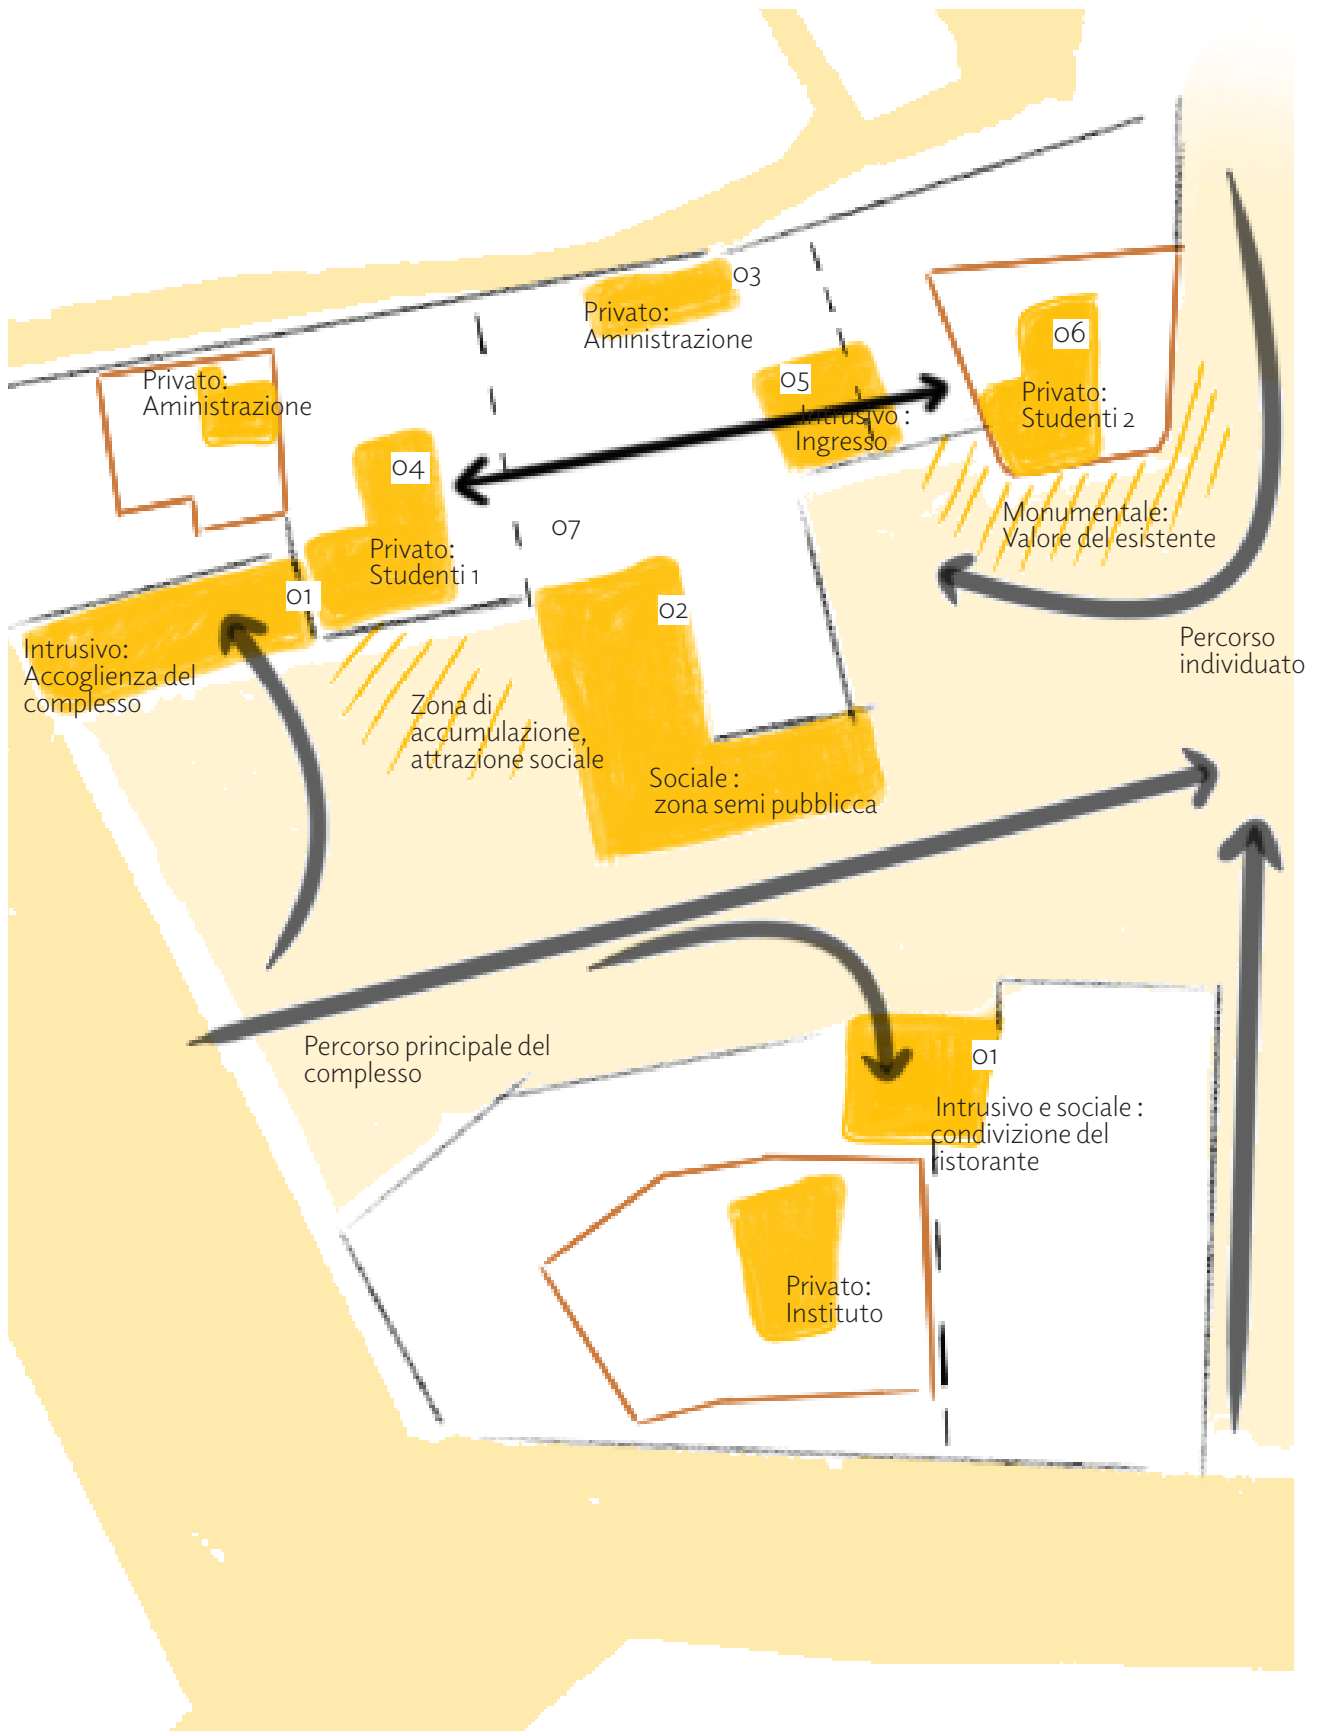 03
Privato:
Aministrazione
06
Privato:
Aministrazione
05
Intrusivo :
Ingresso
Privato:
Studenti 2
04
07
Monumentale:
Valore del esistente
Privato:
Studenti 1
01
02
Intrusivo:
Accoglienza del
complesso
Percorso
individuato
Zona di
accumulazione,
attrazione sociale
Sociale :
zona semi pubblicca
Percorso principale del
complesso
01
Intrusivo e sociale :
condivizione del
ristorante
Privato:
Instituto